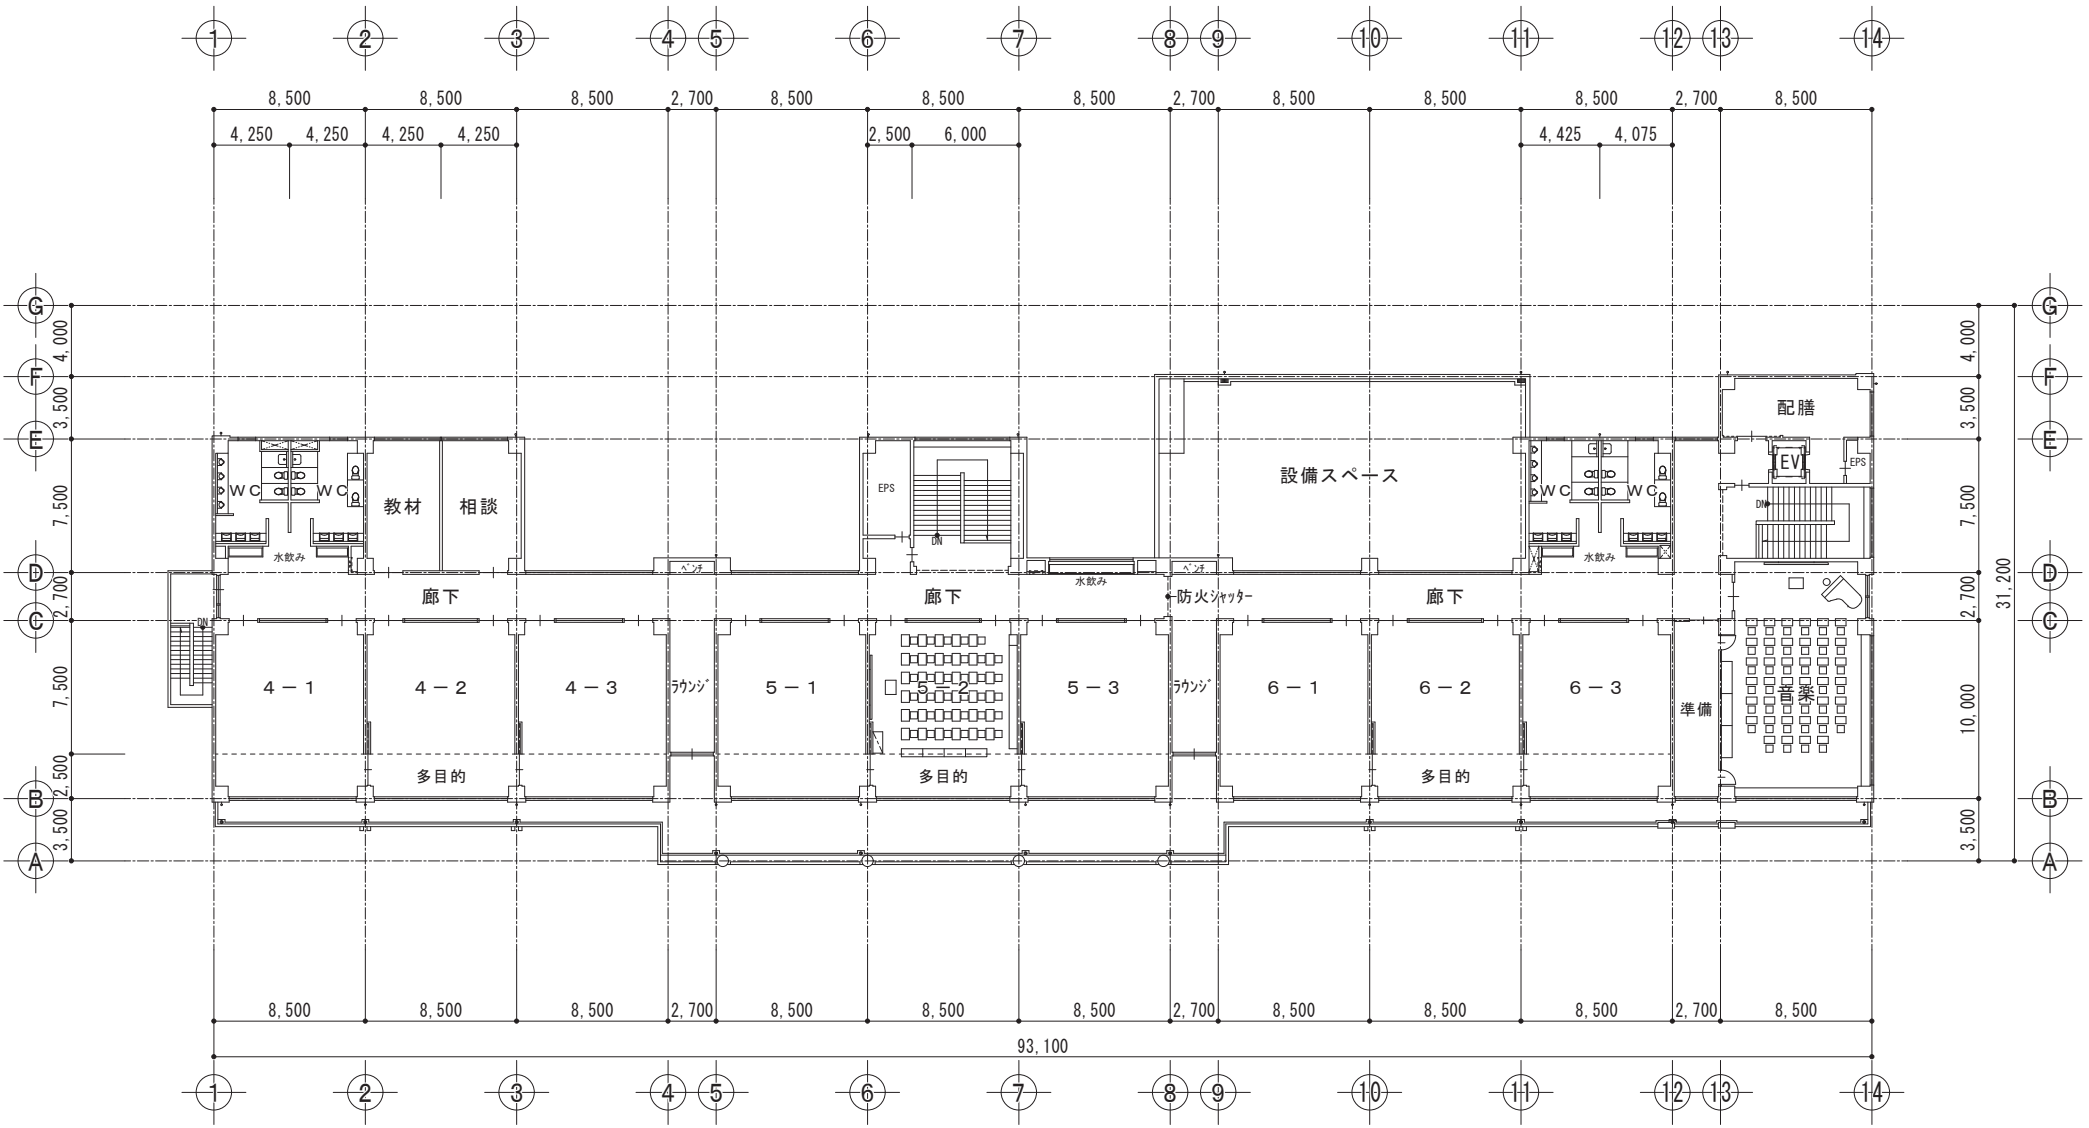 1 2 3 4 5 6 7 8 9 10 11 12 13 14
8,500 8,500 8,500 2,700 8,500 8,500 8,500 2,700 8,500 8,500 8,500 2,700 8,500
4,250 4,250 4,250 4,250 2,500 6,000 4,425 4,075
G G
4,000 4,000
F F
配膳
3,500 3,500
E E
EV EPS
WC WC 教材 相談 EPS 設備スペース WC WC
7,500 7,500
DN
DN
水飲み 水飲み
D ベンチ ベンチ D
水飲み
2,700 廊下 廊下 防火シャッター 廊下 2,700
31,200
C C
DN
7,500 4-1 4-2 4-3 ラウンジ 5-1 5-2 5-3 ラウンジ 6-1 6-2 6-3 準備 音楽 10,000
2,500 多目的 多目的 多目的
B B
3,500 3,500
A A
8,500 8,500 8,500 2,700 8,500 8,500 8,500 2,700 8,500 8,500 8,500 2,700 8,500
93,100
1 2 3 4 5 6 7 8 9 10 11 12 13 14